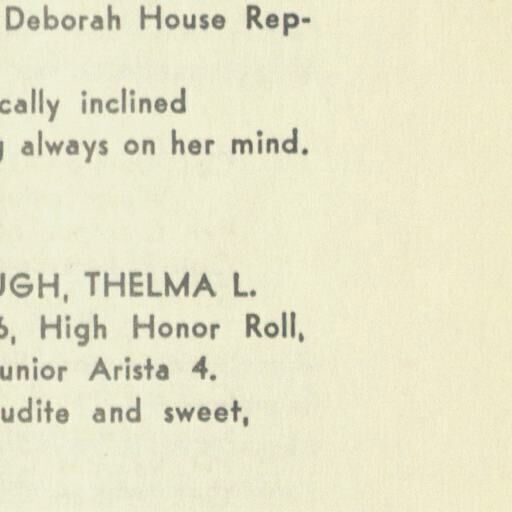 Deborah House Rep-
cally inclined
always on her mind.
UGH, THELMA L.
6, High Honor Roll,
unior Arista 4.
udite and sweet,